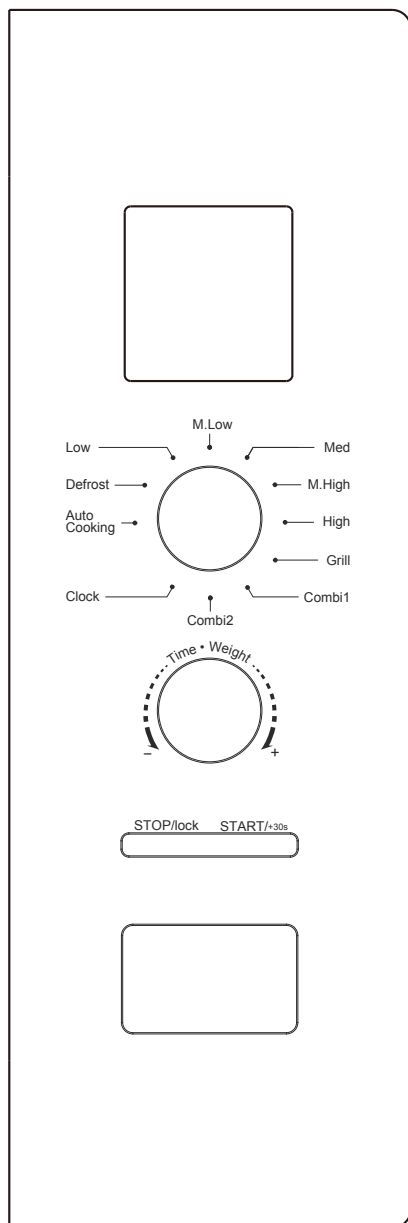 M.Low
Low
Med
Defrost
M.High
Auto
Cooking
High
Grill
Clock
Combi1
Combi2
Time • Weight
- +
STOP/lock START/+30s